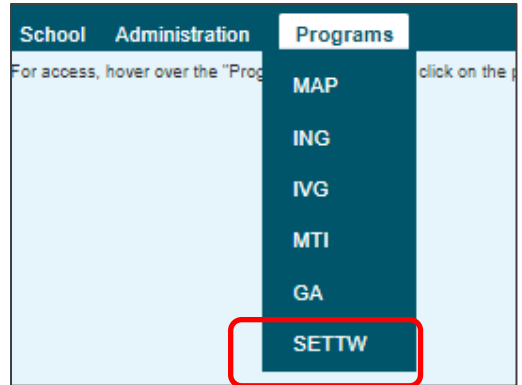 School Administration Programs
For access, hover over the "Prog click on the
MAP
ING
IVG
MTI
GA
SETTW